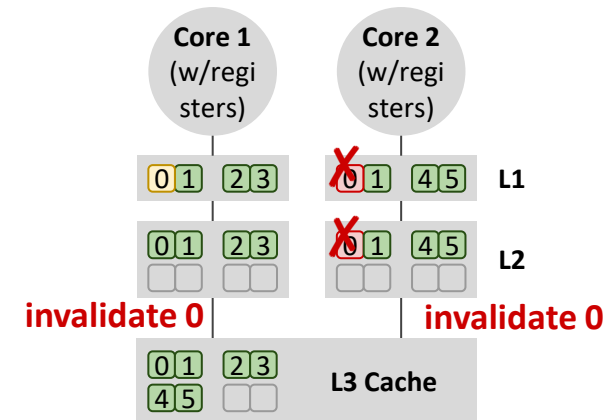 Core 1 Core 2
(w/regi (w/regi
sters) sters)
0 1 2 3 0 1 4 5 L1
0 1 2 3 0 1 4 5 L2
invalidate 0 invalidate 0
0 1 2 3
4 5 L3 Cache